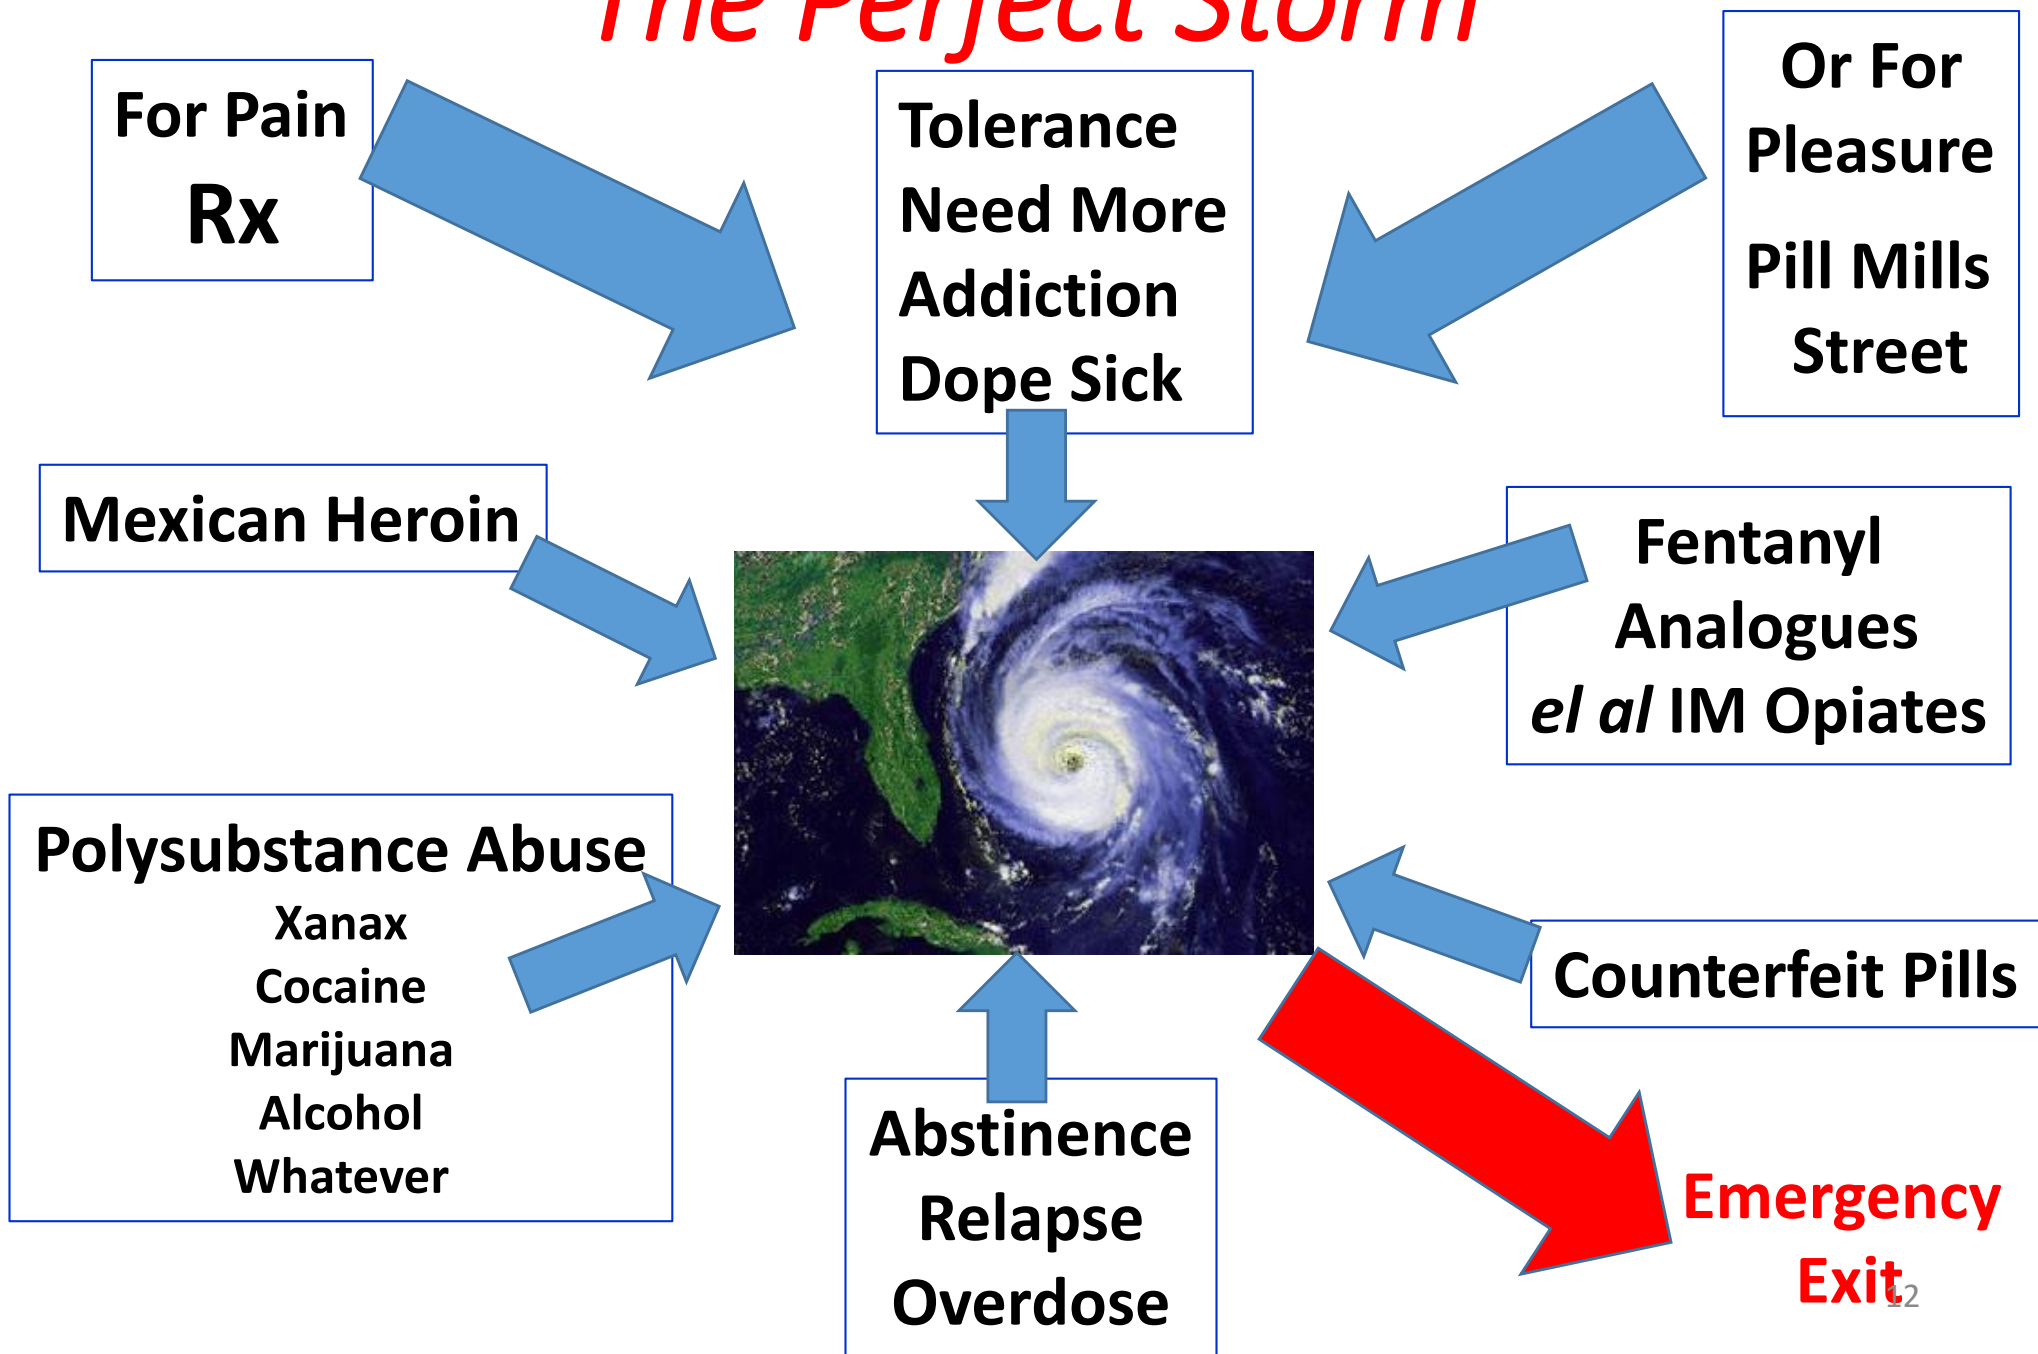 The Perfect Storm
For Pain
Rx
Tolerance
Need More
Addiction
Dope Sick
Or For
Pleasure
Pill Mills
Street
Mexican Heroin
Fentanyl
Analogues
el al IM Opiates
Polysubstance Abuse
Xanax
Cocaine
Marijuana
Alcohol
Whatever
Counterfeit Pills
Abstinence
Relapse
Overdose
Emergency
Exit
12